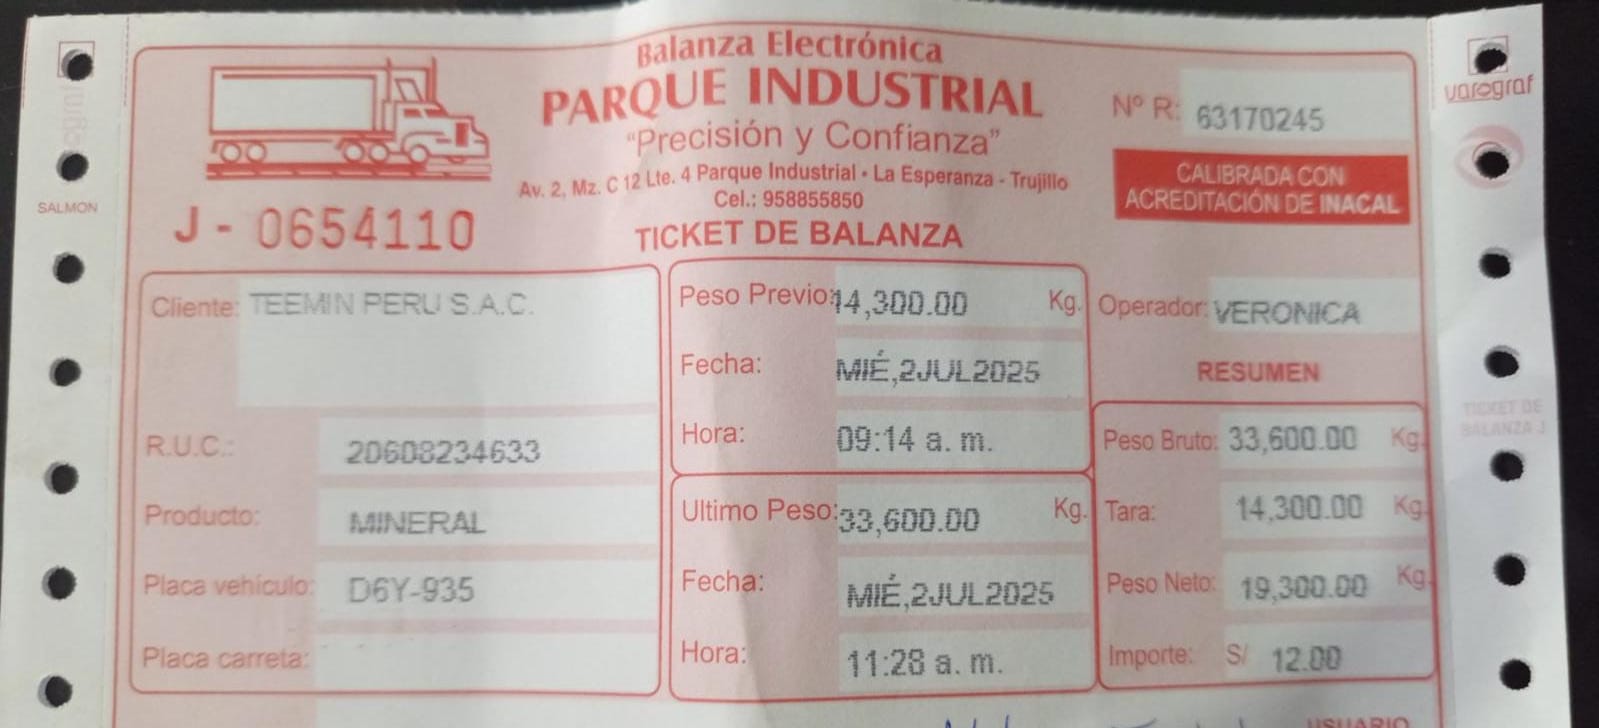 Balanza Electrónica
PARQUE INDUSTRIAL
"Precisión y Confianza"
Av. 2, Mz. C 12 Lte. 4 Parque Industrial • La Esperanza - Trujillo
Cel.: 958855850
Nº R: 63170245
CALIBRADA CON
ACREDITACIÓN DE INACAL
varograf
SALMON
J - 0654110
TICKET DE BALANZA
Cliente: TEEMIN PERU S.A.C.
R.U.C.: 20608234633
Producto: MINERAL
Placa vehículo: D6Y-935
Placa carreta:
Peso Previo: 14,300.00 Kg.
Fecha: MIÉ,2JUL2025
Hora: 09:14 a. m.
Ultimo Peso: 33,600.00 Kg.
Fecha: MIÉ,2JUL2025
Hora: 11:28 a. m.
Operador: VERONICA
RESUMEN
Peso Bruto: 33,600.00 Kg.
Tara: 14,300.00 Kg.
Peso Neto: 19,300.00 Kg.
Importe: S/ 12.00
TICKET DE
BALANZA J
USUARIO